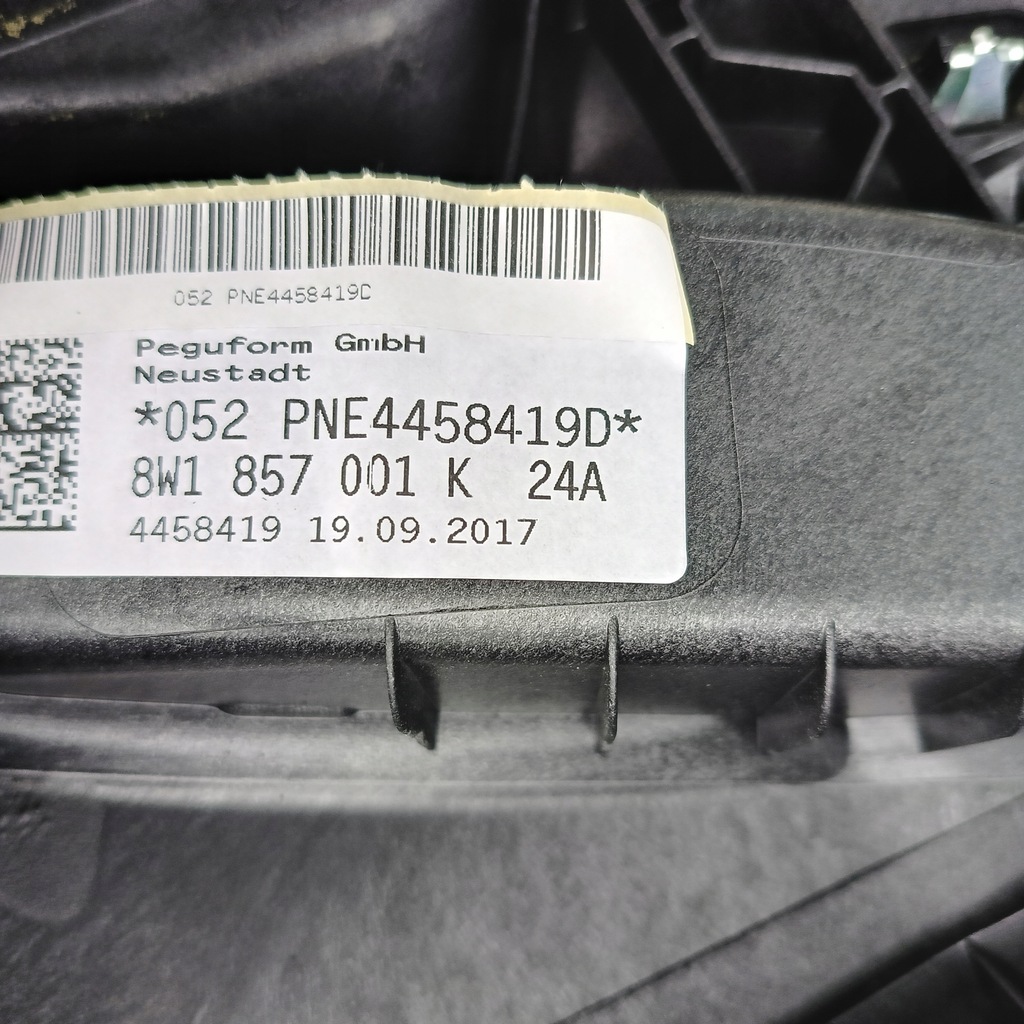 052 PNE4458419D
Peguform GmbH
Neustadt
*052 PNE4458419D*
8W1 857 001 K 24A
4458419 19.09.2017